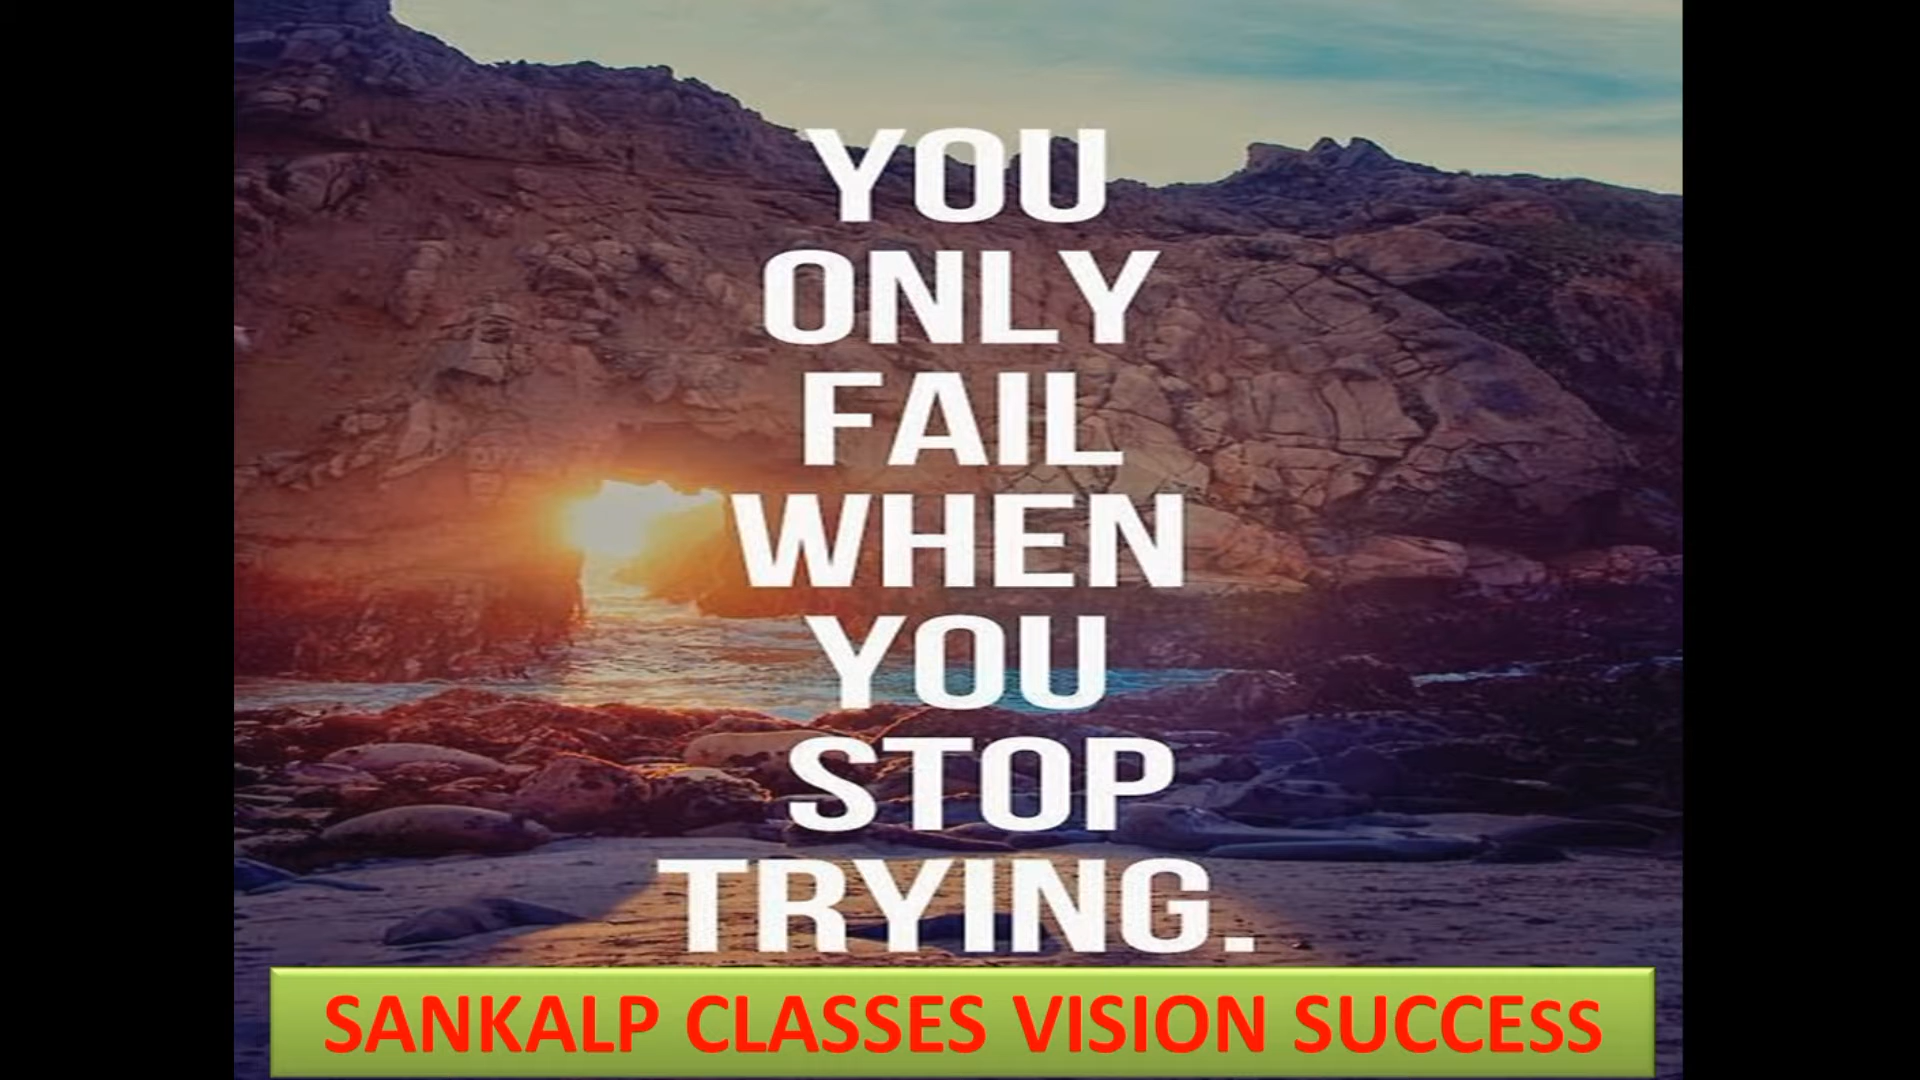 YOU
ONLY
FAIL
WHEN
YOU
STOP
TRYING.
SANKALP CLASSES VISION SUCCEss